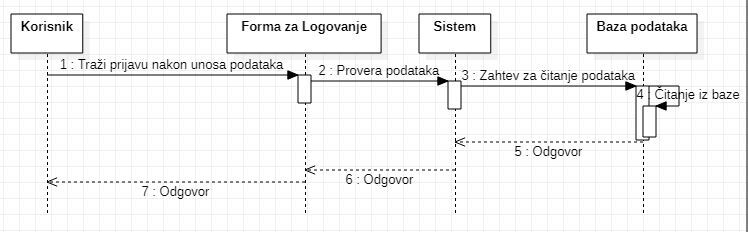 Korisnik
Forma za Logovanje
Sistem
Baza podataka
1 : Traži prijavu nakon unosa podataka
2 : Provera podataka
3 : Zahtev za čitanje podataka
4 : Čitanje iz baze
5 : Odgovor
6 : Odgovor
7 : Odgovor